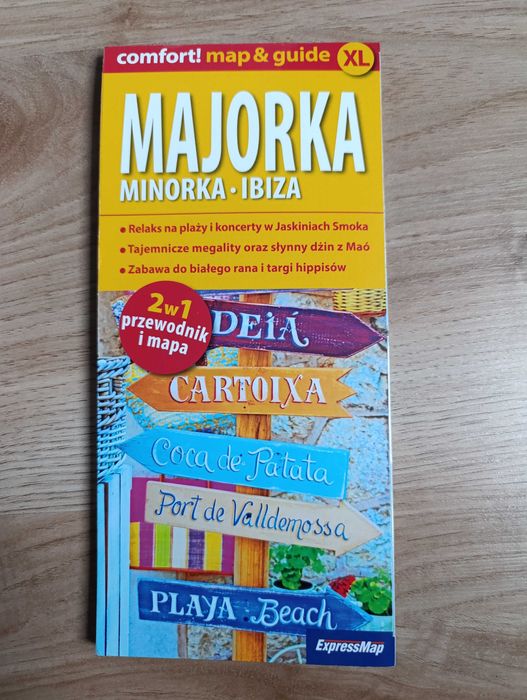 comfort! map & guide XL
MAJORKA
MINORKA • IBIZA
• Relaks na plaży i koncerty w Jaskiniach Smoka
• Tajemnicze megality oraz słynny dżin z Maó
• Zabawa do białego rana i targi hippisów
2w1
przewodnik
i mapa
DEIÁ
CARTOIXA
Coca de Patata
Port de Valldemossa
PLAYA. Beach
ExpressMap